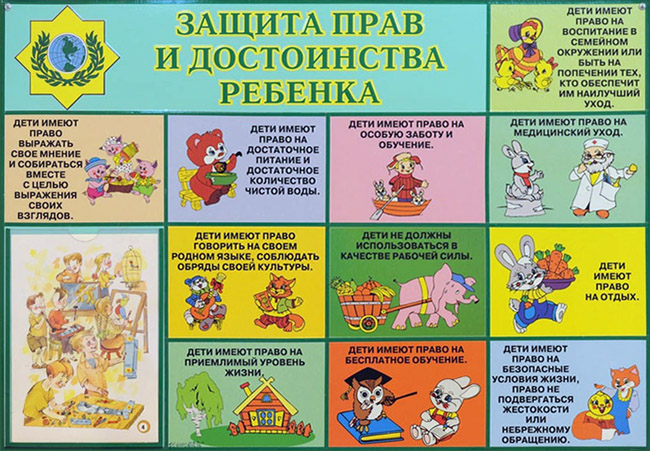 ЗАЩИТА ПРАВ
И ДОСТОИНСТВА
РЕБЕНКА
ДЕТИ ИМЕЮТ
ПРАВО НА
ВОСПИТАНИЕ В
СЕМЕЙНОМ
ОКРУЖЕНИИ ИЛИ
БЫТЬ НА
ПОПЕЧЕНИИ ТЕХ,
КТО ОБЕСПЕЧИТ
ИМ НАИЛУЧШИЙ
УХОД.
ДЕТИ ИМЕЮТ
ПРАВО
ВЫРАЖАТЬ
СВОЕ МНЕНИЕ
И СОБИРАТЬСЯ
ВМЕСТЕ
С ЦЕЛЬЮ
ВЫРАЖЕНИЯ
СВОИХ
ВЗГЛЯДОВ.
ДЕТИ ИМЕЮТ
ПРАВО НА
ДОСТАТОЧНОЕ
ПИТАНИЕ И
ДОСТАТОЧНОЕ
КОЛИЧЕСТВО
ЧИСТОЙ ВОДЫ.
ДЕТИ ИМЕЮТ ПРАВО НА
ОСОБУЮ ЗАБОТУ И
ОБУЧЕНИЕ.
ДЕТИ ИМЕЮТ ПРАВО НА
МЕДИЦИНСКИЙ УХОД.
ДЕТИ ИМЕЮТ ПРАВО
ГОВОРИТЬ НА СВОЕМ
РОДНОМ ЯЗЫКЕ, СОБЛЮДАТЬ
ОБРЯДЫ СВОЕЙ КУЛЬТУРЫ.
ДЕТИ НЕ ДОЛЖНЫ
ИСПОЛЬЗОВАТЬСЯ В
КАЧЕСТВЕ РАБОЧЕЙ СИЛЫ.
ДЕТИ
ИМЕЮТ
ПРАВО
НА ОТДЫХ.
ДЕТИ ИМЕЮТ ПРАВО НА
ПРИЕМЛИМЫЙ УРОВЕНЬ
ЖИЗНИ.
ДЕТИ ИМЕЮТ ПРАВО НА
БЕСПЛАТНОЕ ОБУЧЕНИЕ.
ДЕТИ ИМЕЮТ
ПРАВО НА
БЕЗОПАСНЫЕ
УСЛОВИЯ ЖИЗНИ,
ПРАВО НЕ
ПОДВЕРГАТЬСЯ
ЖЕСТОКОСТИ
ИЛИ
НЕБРЕЖНОМУ
ОБРАЩЕНИЮ.
4